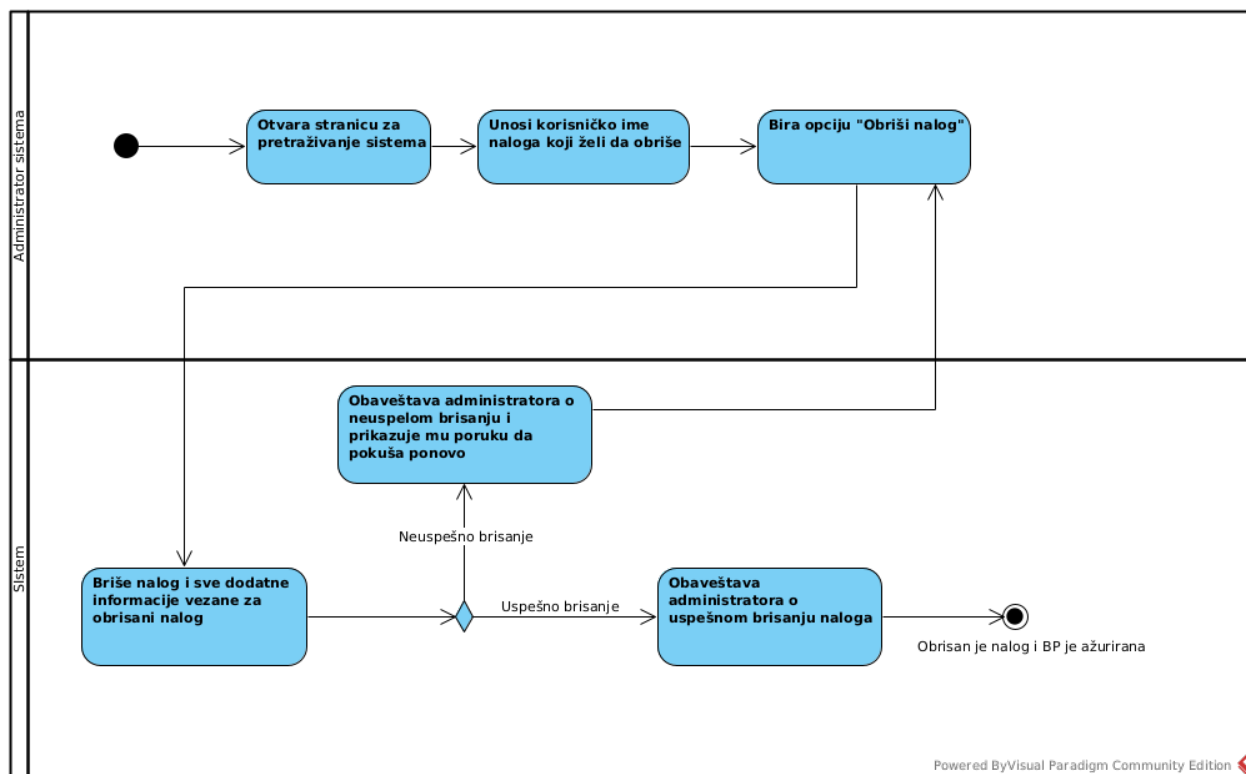 Administrator sistema
Otvara stranicu za
pretraživanje sistema
Unosi korisničko ime
naloga koji želi da obriše
Bira opciju "Obriši nalog"
SIstem
Obaveštava administratora o
neuspelom brisanju i
prikazuje mu poruku da
pokuša ponovo
Neuspešno brisanje
Briše nalog i sve dodatne
informacije vezane za
obrisani nalog
Uspešno brisanje
Obaveštava
administratora o
uspešnom brisanju naloga
Obrisan je nalog i BP je ažurirana
Powered ByVisual Paradigm Community Edition